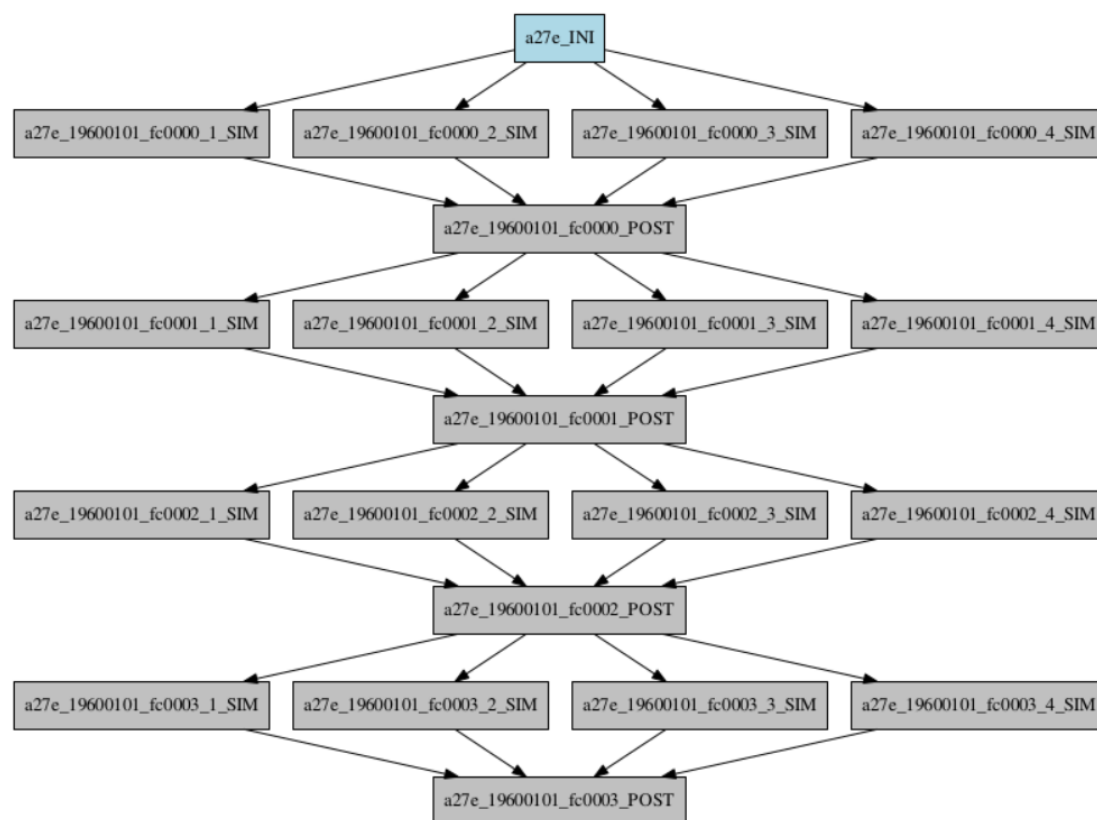 a27e_INI
a27e_19600101_fc0000_1_SIM
a27e_19600101_fc0000_2_SIM
a27e_19600101_fc0000_3_SIM
a27e_19600101_fc0000_4_SIM
a27e_19600101_fc0000_POST
a27e_19600101_fc0001_1_SIM
a27e_19600101_fc0001_2_SIM
a27e_19600101_fc0001_3_SIM
a27e_19600101_fc0001_4_SIM
a27e_19600101_fc0001_POST
a27e_19600101_fc0002_1_SIM
a27e_19600101_fc0002_2_SIM
a27e_19600101_fc0002_3_SIM
a27e_19600101_fc0002_4_SIM
a27e_19600101_fc0002_POST
a27e_19600101_fc0003_1_SIM
a27e_19600101_fc0003_2_SIM
a27e_19600101_fc0003_3_SIM
a27e_19600101_fc0003_4_SIM
a27e_19600101_fc0003_POST